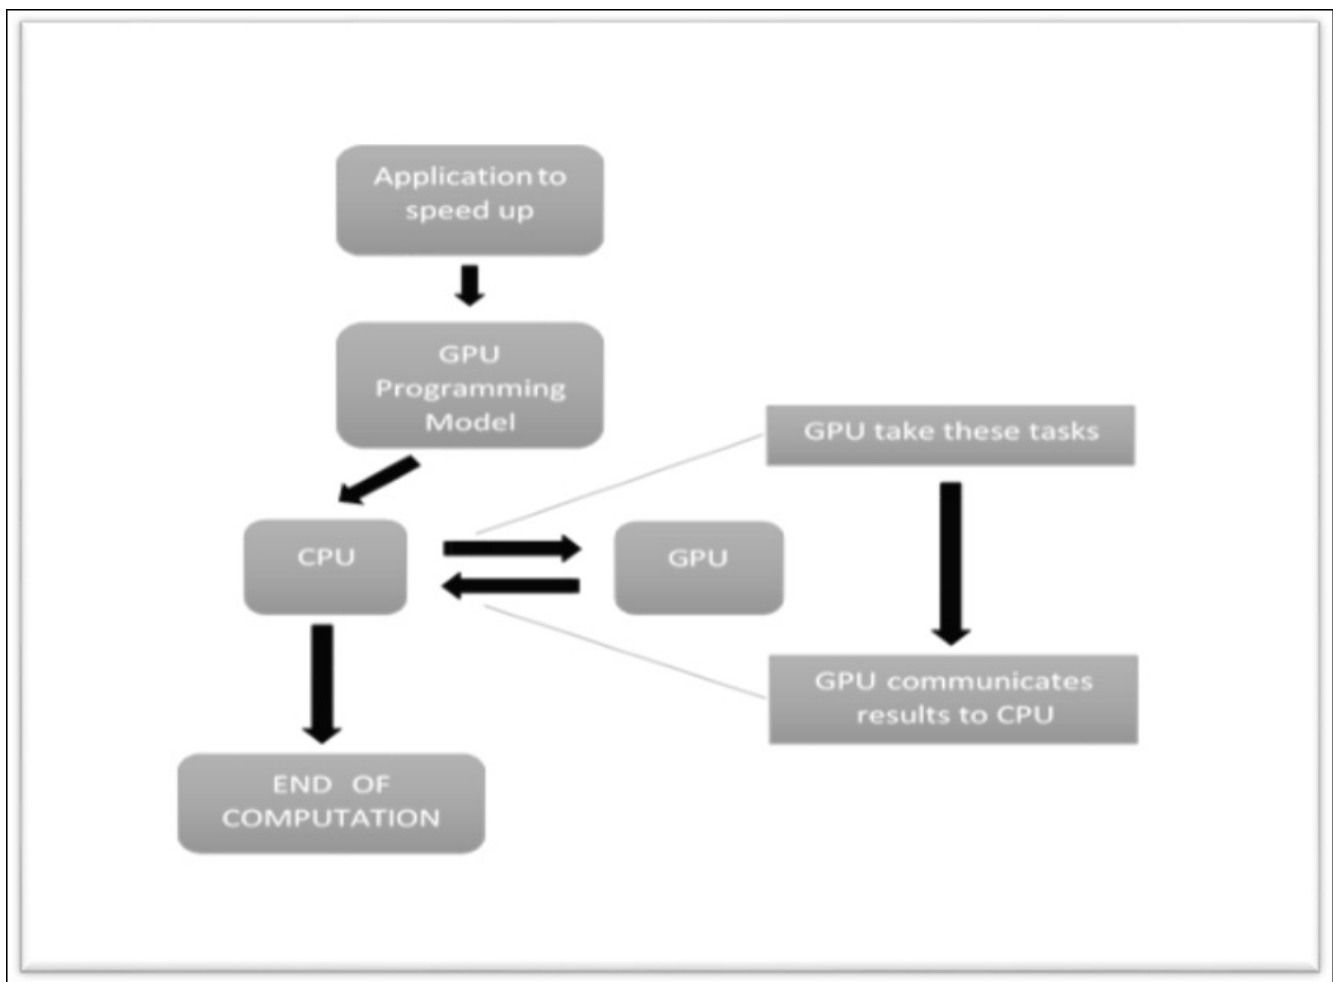 Application to
speed up
GPU
Programming
Model
GPU take these tasks
CPU
GPU
GPU communicates
results to CPU
END OF
COMPUTATION